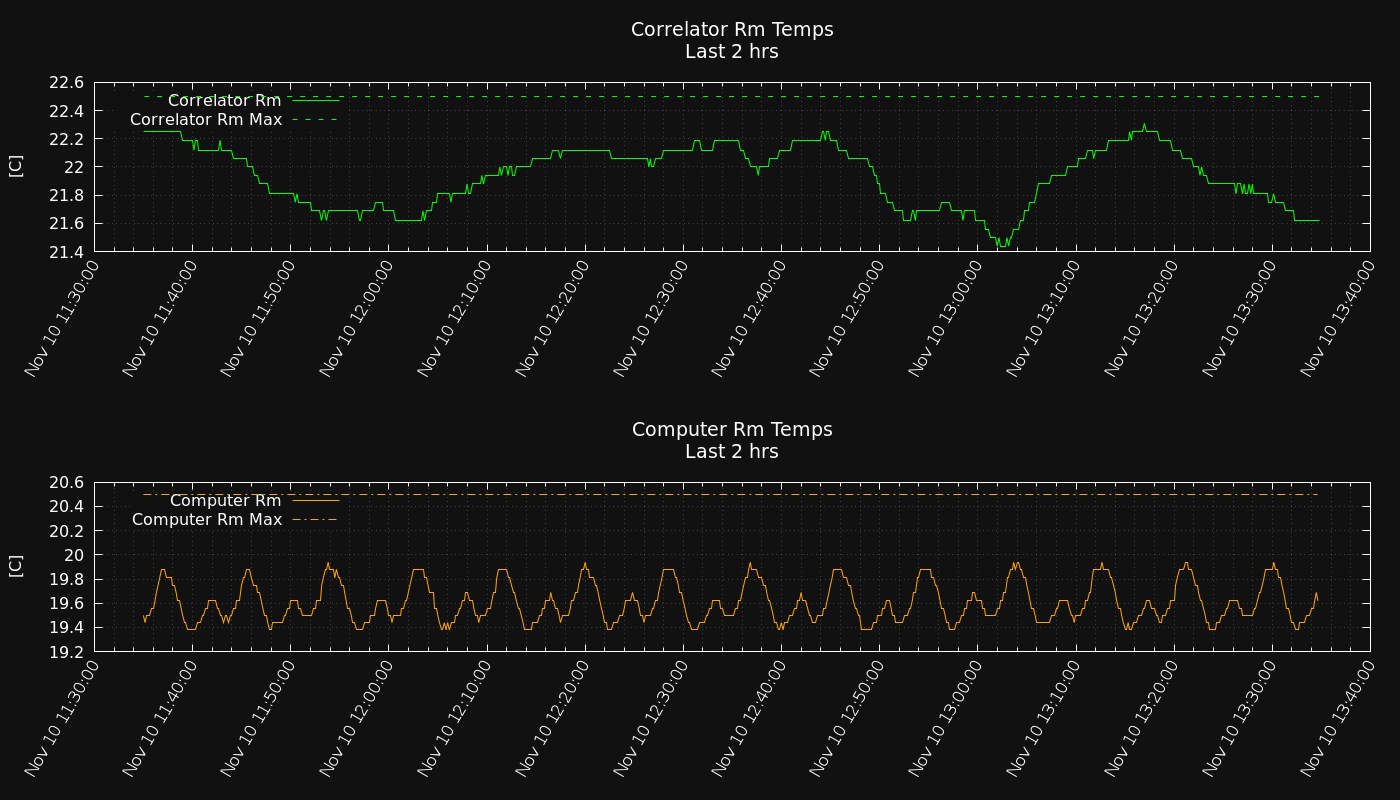 Correlator Rm Temps
Last 2 hrs
22.6
22.4
22.2
22
21.8
21.6
21.4
[C]
Correlator Rm
Correlator Rm Max
Nov 10 11:30:00
Nov 10 11:40:00
Nov 10 11:50:00
Nov 10 12:00:00
Nov 10 12:10:00
Nov 10 12:20:00
Nov 10 12:30:00
Nov 10 12:40:00
Nov 10 12:50:00
Nov 10 13:00:00
Nov 10 13:10:00
Nov 10 13:20:00
Nov 10 13:30:00
Nov 10 13:40:00
Computer Rm Temps
Last 2 hrs
20.6
20.4
20.2
20
19.8
19.6
19.4
19.2
[C]
Computer Rm
Computer Rm Max
Nov 10 11:30:00
Nov 10 11:40:00
Nov 10 11:50:00
Nov 10 12:00:00
Nov 10 12:10:00
Nov 10 12:20:00
Nov 10 12:30:00
Nov 10 12:40:00
Nov 10 12:50:00
Nov 10 13:00:00
Nov 10 13:10:00
Nov 10 13:20:00
Nov 10 13:30:00
Nov 10 13:40:00